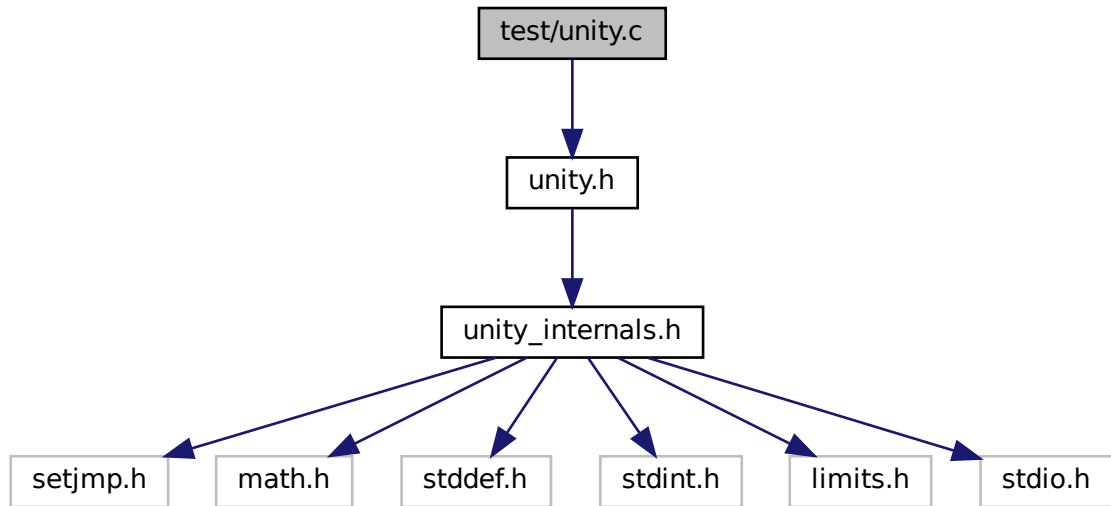 test/unity.c
unity.h
unity_internals.h
setjmp.h
math.h
stddef.h
stdint.h
limits.h
stdio.h